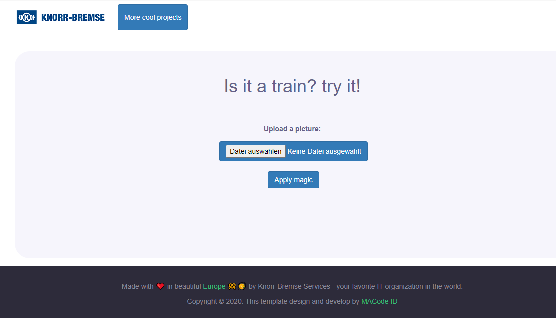 KNORR-BREMSE
More cool projects
Is it a train? try it!
Upload a picture:
Datei auswählen Keine Datei ausgewählt
Apply magic
Made with ❤️ in beautiful Europe by Knorr Bremse Services - your favorite IT organization in the world.
Copyright © 2020. This template design and develop by MACode ID